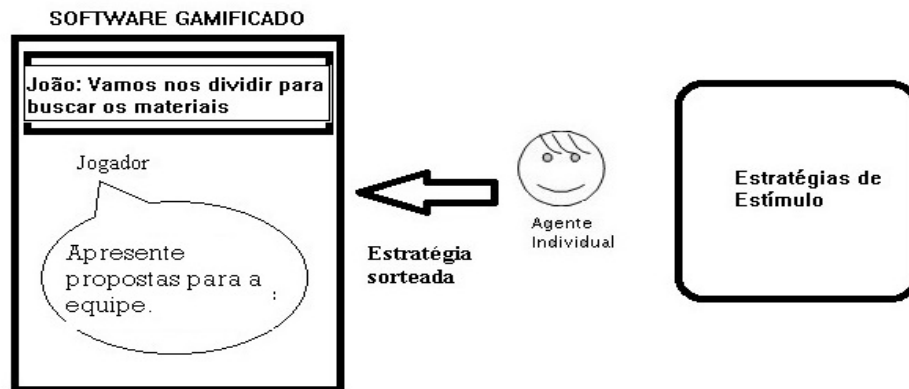 SOFTWARE GAMIFICADO
João: Vamos nos dividir para
buscar os materiais
Jogador
Apresente
propostas para a
equipe. :
Estratégia
sorteada
Agente
Individual
Estratégias de
Estímulo